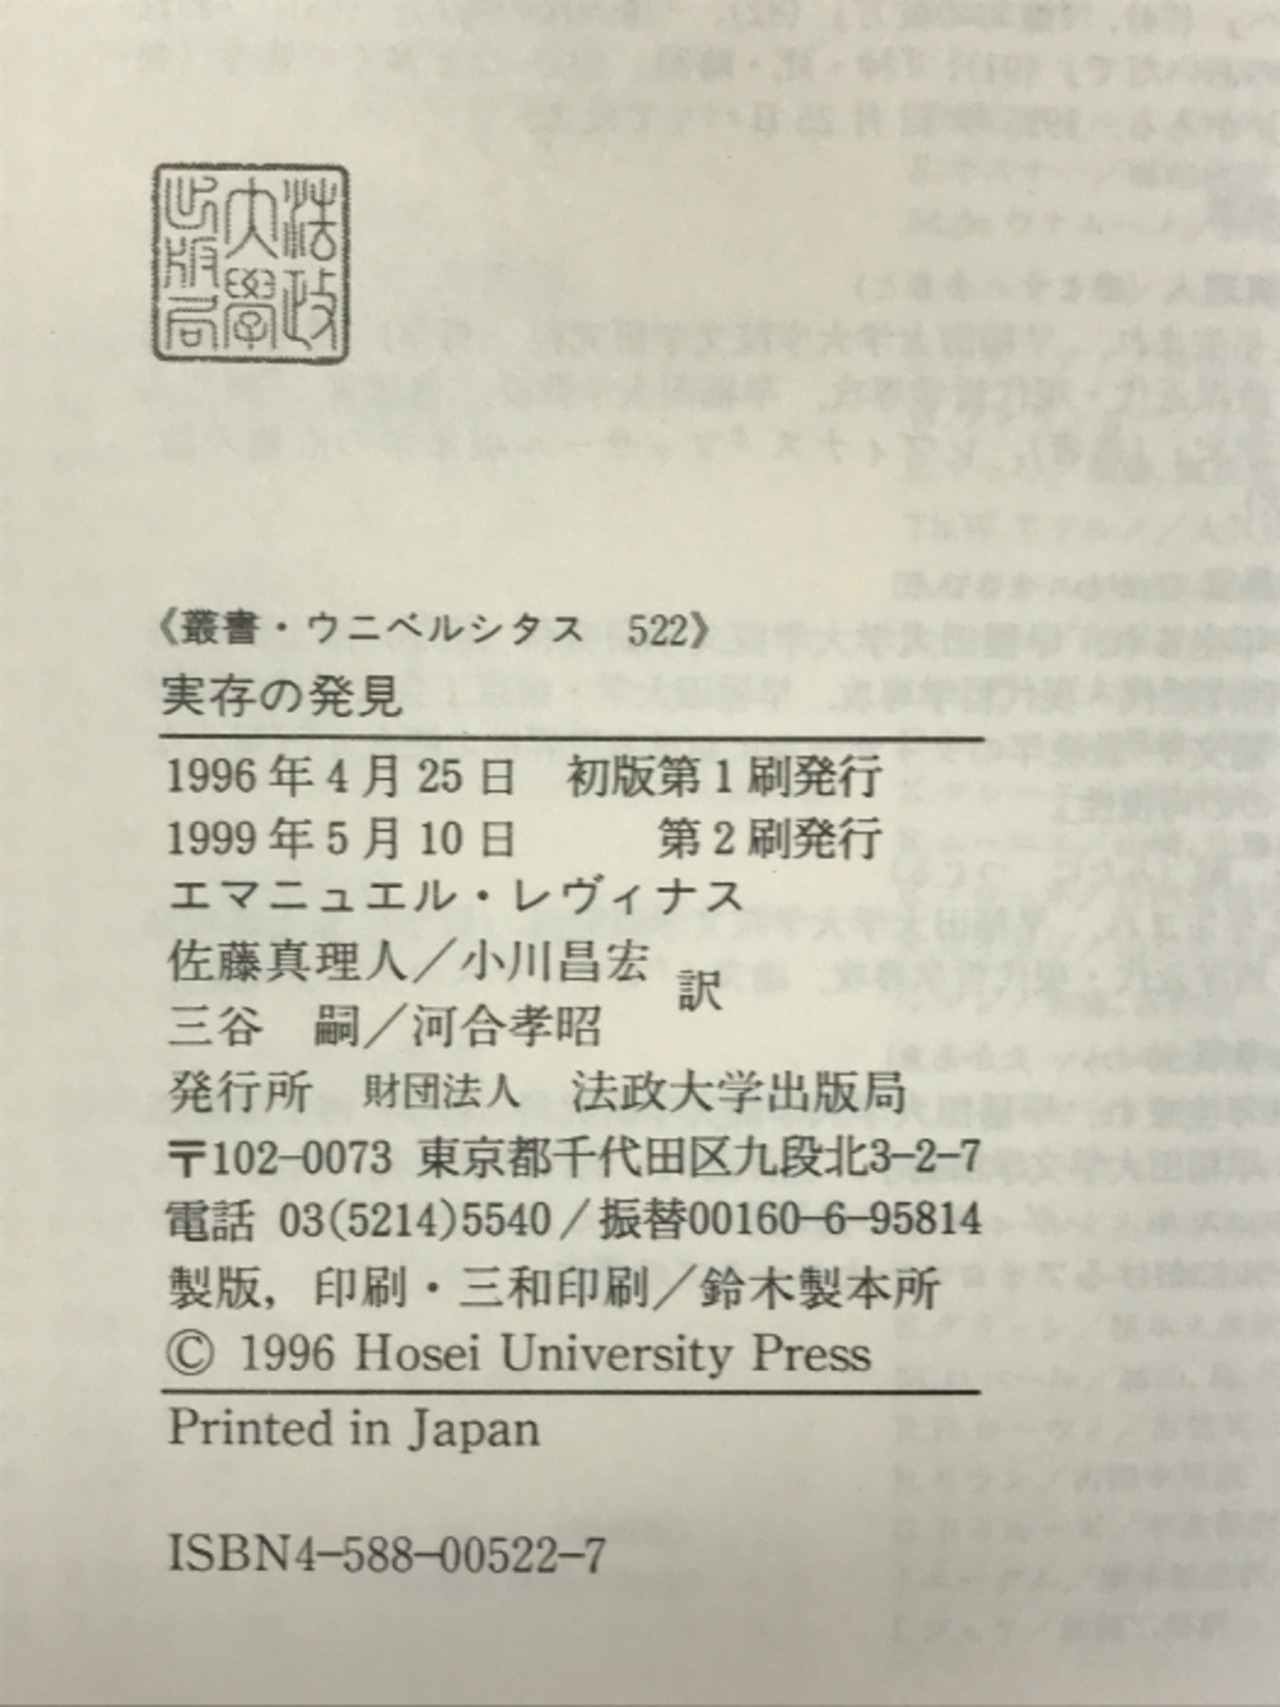 法政
大學
出版局
《叢書・ウニベルシタス 522》
実存の発見
1996年4月25日 初版第1刷発行
1999年5月10日 第2刷発行
エマニュエル・レヴィナス
佐藤真理人／小川昌宏
三谷 嗣／河合孝昭 訳
発行所 財団法人 法政大学出版局
〒102-0073 東京都千代田区九段北3-2-7
電話 03(5214)5540／振替00160-6-95814
製版，印刷・三和印刷／鈴木製本所
© 1996 Hosei University Press
Printed in Japan
ISBN4-588-00522-7